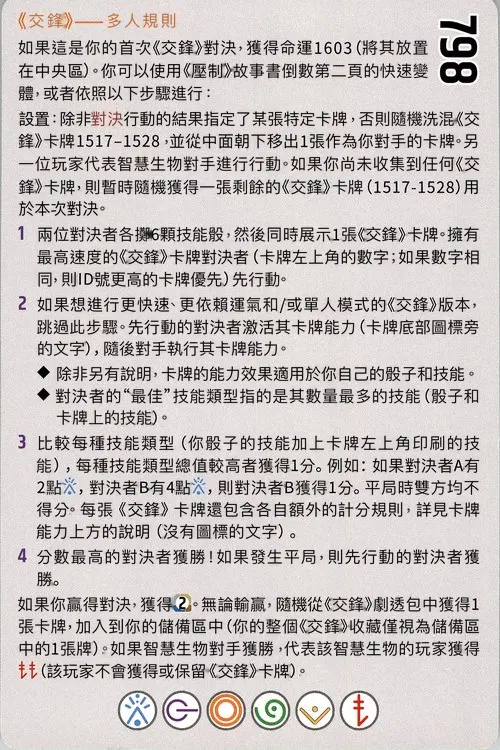 《交鋒》——多人規則
798
如果這是你的首次《交鋒》對決，獲得命運1603（將其放置
在中央區）。你可以使用《壓制》故事書倒數第二頁的快速變
體，或者依照以下步驟進行：
設置：除非對決行動的結果指定了某張特定卡牌，否則隨機洗混《交
鋒》卡牌1517–1528，並從中面朝下移出1張作為你對手的卡牌。另
一位玩家代表智慧生物對手進行行動。如果你尚未收集到任何《交
鋒》卡牌，則暫時隨機獲得一張剩餘的《交鋒》卡牌（1517-1528）用
於本次對決。
1 兩位對決者各擲6顆技能骰，然後同時展示1張《交鋒》卡牌。擁有
最高速度的《交鋒》卡牌對決者（卡牌左上角的數字；如果數字相
同，則ID號更高的卡牌優先）先行動。
2 如果想進行更快速、更依賴運氣和/或單人模式的《交鋒》版本，
跳過此步驟。先行動的對決者激活其卡牌能力（卡牌底部圖標旁
的文字），隨後對手執行其卡牌能力。
◆ 除非另有說明，卡牌的能力效果適用於你自己的骰子和技能。
◆ 對決者的“最佳”技能類型指的是其數量最多的技能（骰子和
卡牌上的技能）。
3 比較每種技能類型（你骰子的技能加上卡牌左上角印刷的技
能），每種技能類型總值較高者獲得1分。例如：如果對決者A有
2點，對決者B有4點，則對決者B獲得1分。平局時雙方均不
得分。每張《交鋒》卡牌還包含各自額外的計分規則，詳見卡牌
能力上方的說明（沒有圖標的文字）。
4 分數最高的對決者獲勝！如果發生平局，則先行動的對決者獲
勝。
如果你贏得對決，獲得2。無論輸贏，隨機從《交鋒》劇透包中獲得1
張卡牌，加入到你的儲備區中（你的整個《交鋒》收藏僅視為儲備區
中的1張牌）。如果智慧生物對手獲勝，代表該智慧生物的玩家獲得
（該玩家不會獲得或保留《交鋒》卡牌）。